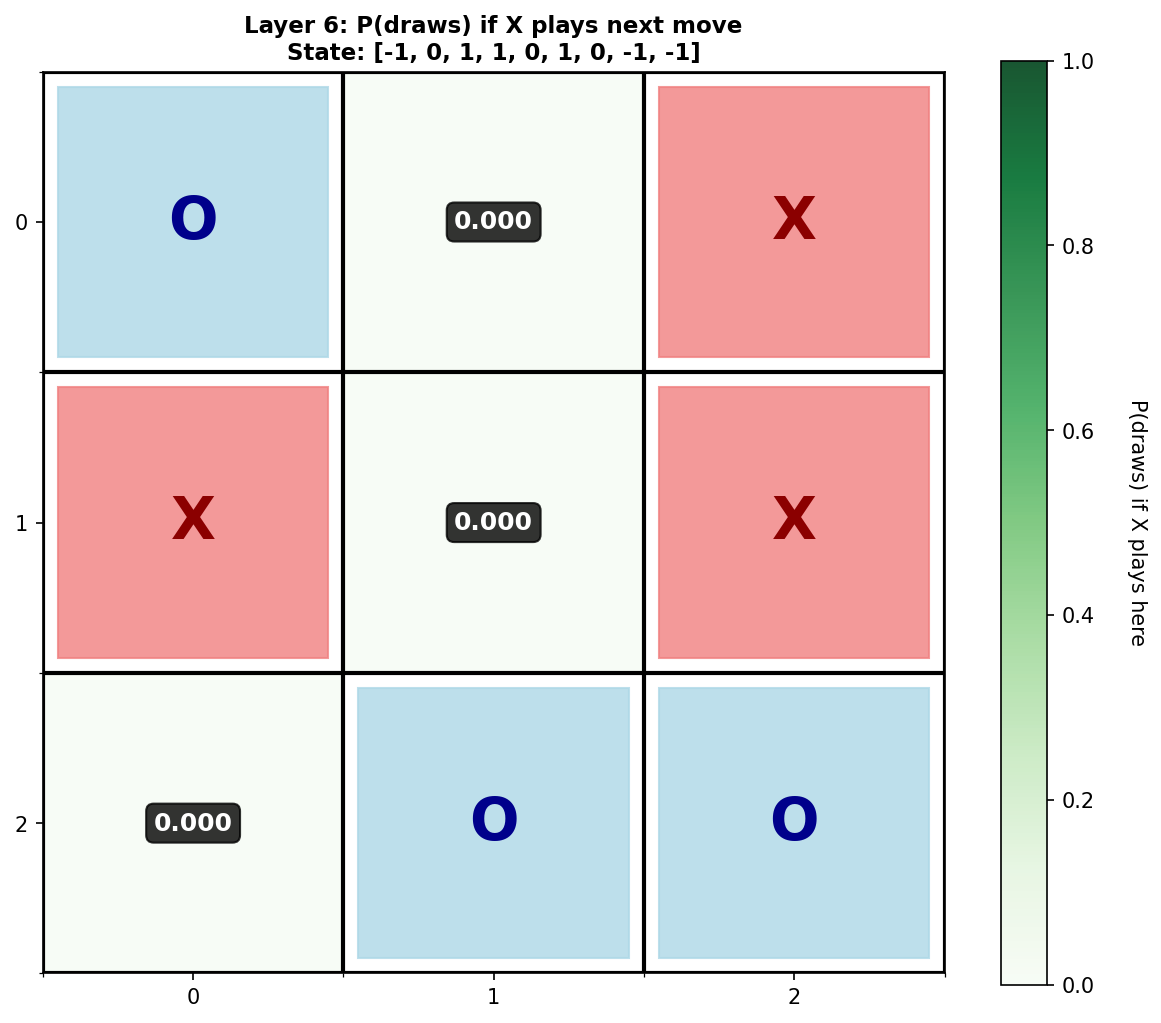 Layer 6: P(draws) if X plays next move
State: [-1, 0, 1, 1, 0, 1, 0, -1, -1]
0
O
0.000
X
1
X
0.000
X
2
0.000
O
O
0
1
2
1.0
0.8
0.6
0.4
0.2
0.0
P(draws) if X plays here